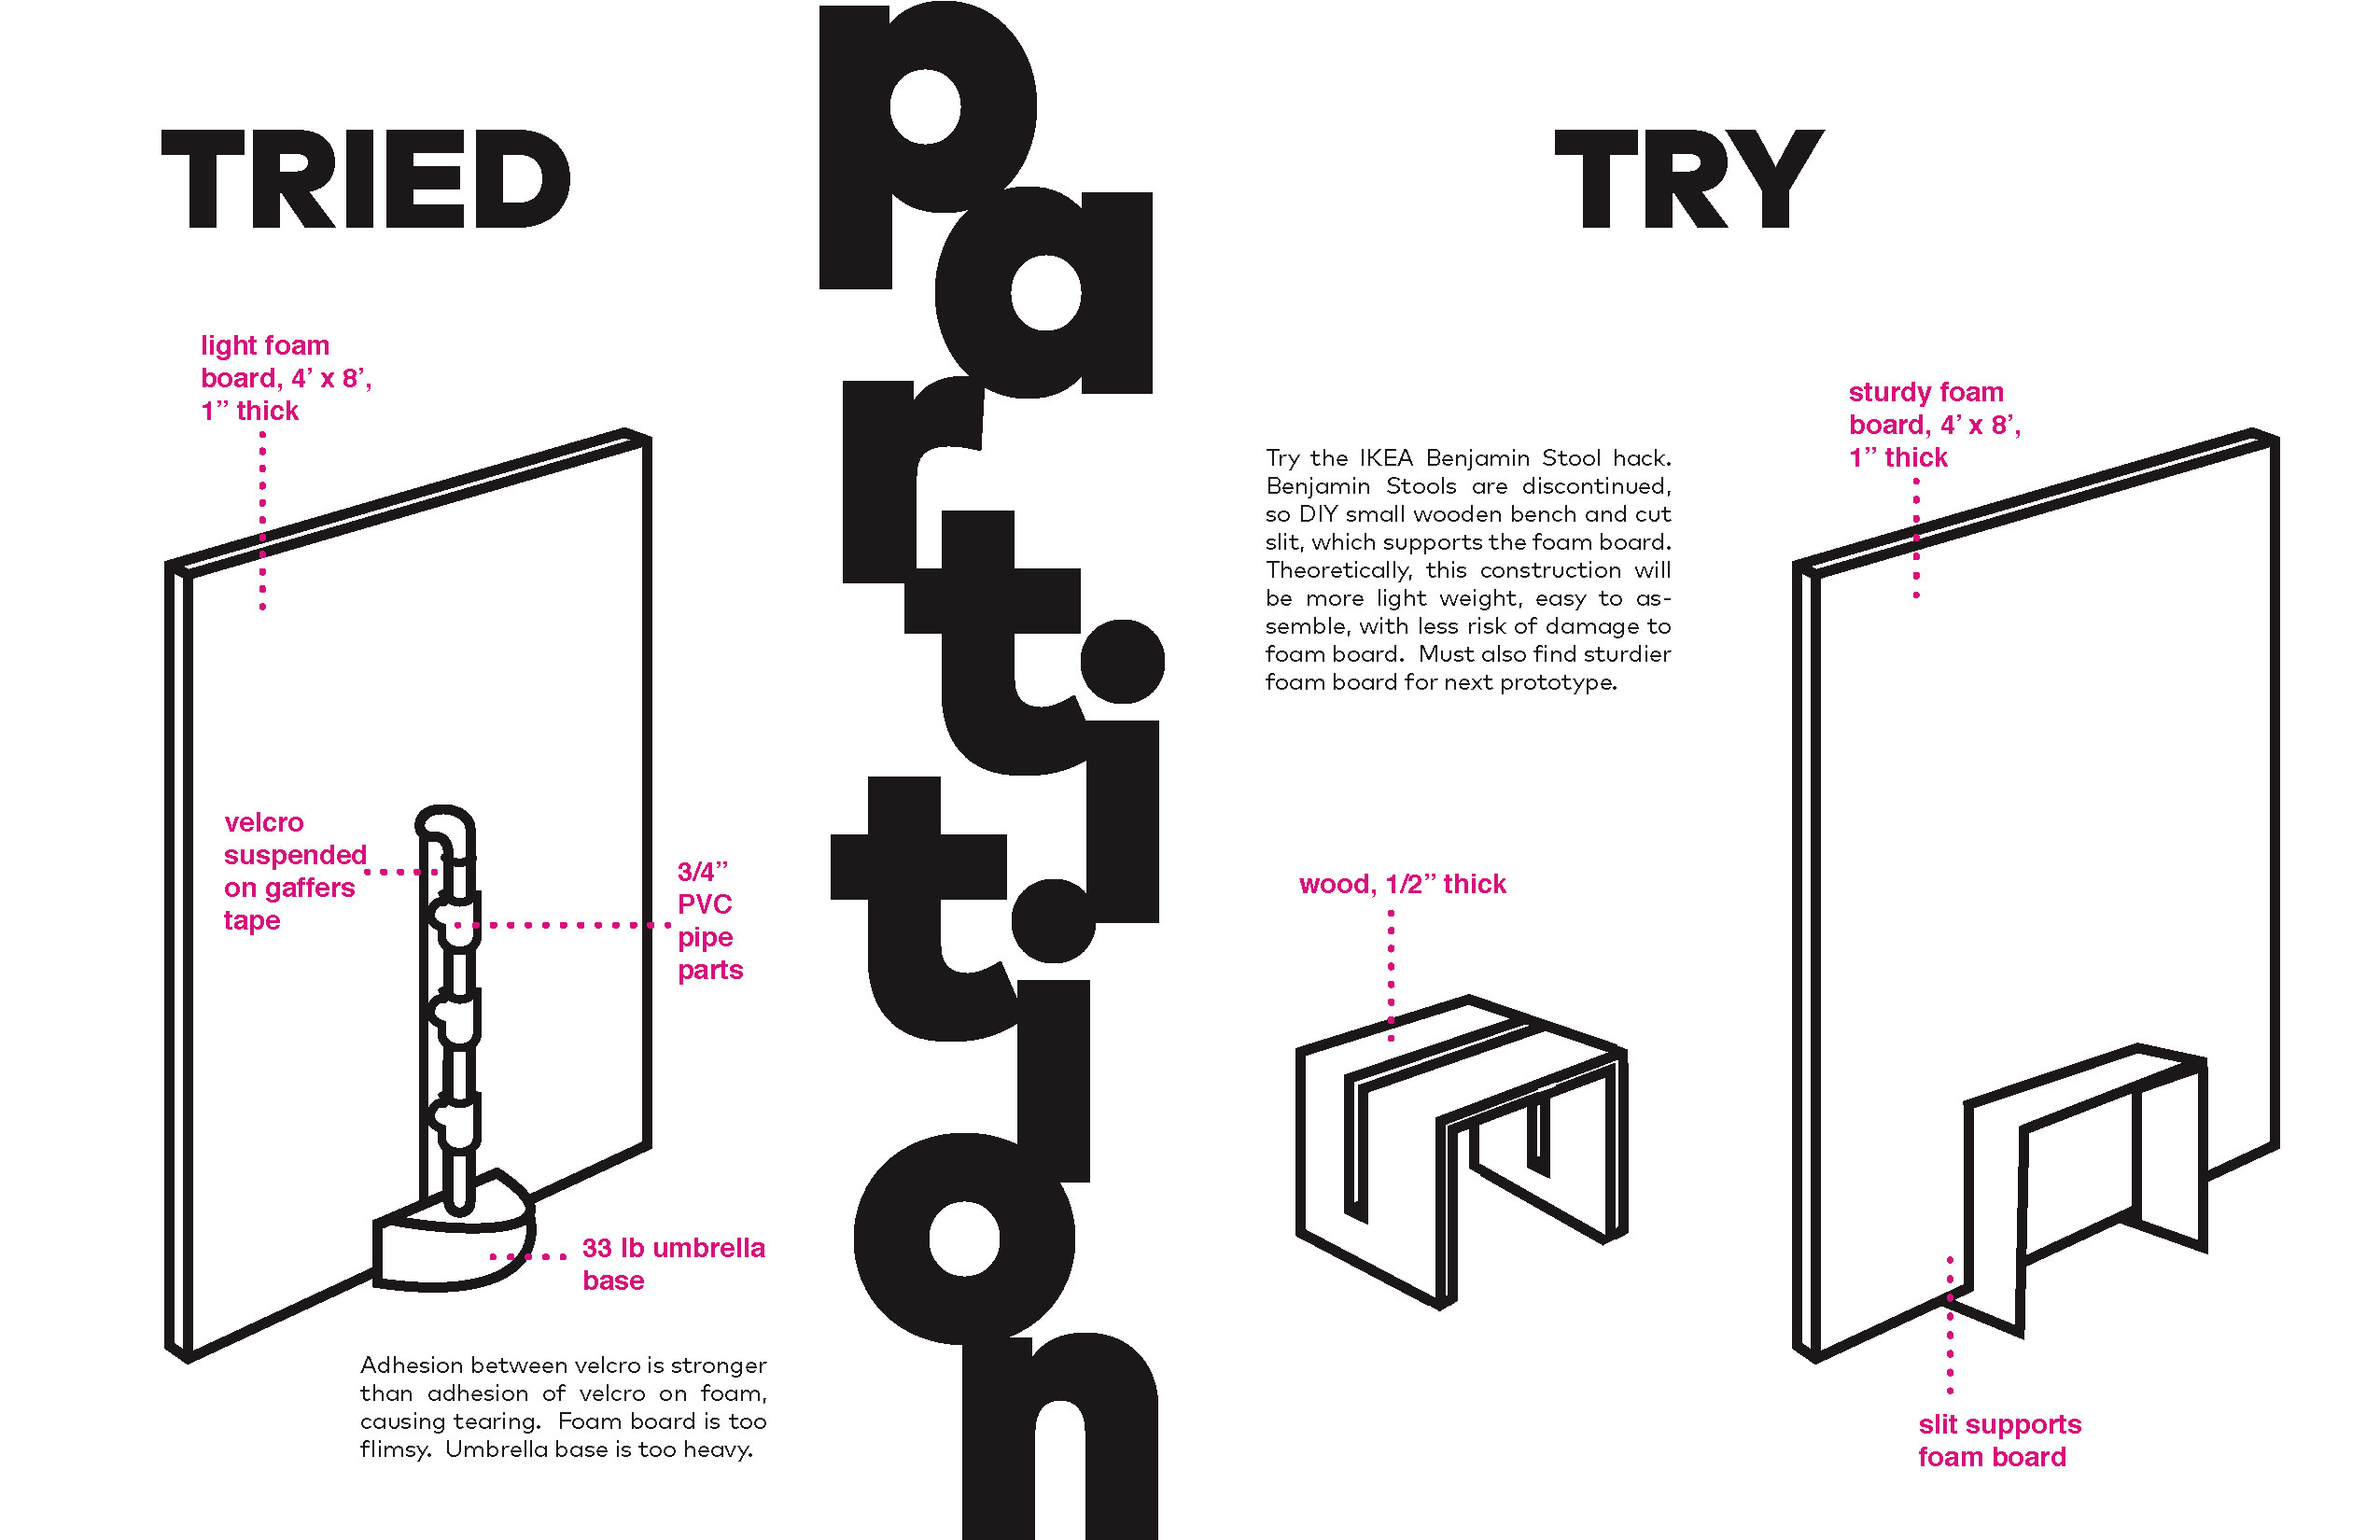 TRIED
partition
TRY
light foam
board, 4’ x 8’,
1” thick
velcro
suspended
on gaffers
tape
3/4”
PVC
pipe
parts
33 lb umbrella
base
Adhesion between velcro is stronger
than adhesion of velcro on foam,
causing tearing. Foam board is too
flimsy. Umbrella base is too heavy.
Try the IKEA Benjamin Stool hack.
Benjamin Stools are discontinued,
so DIY small wooden bench and cut
slit, which supports the foam board.
Theoretically, this construction will
be more light weight, easy to as-
semble, with less risk of damage to
foam board. Must also find sturdier
foam board for next prototype.
wood, 1/2” thick
sturdy foam
board, 4’ x 8’,
1” thick
slit supports
foam board